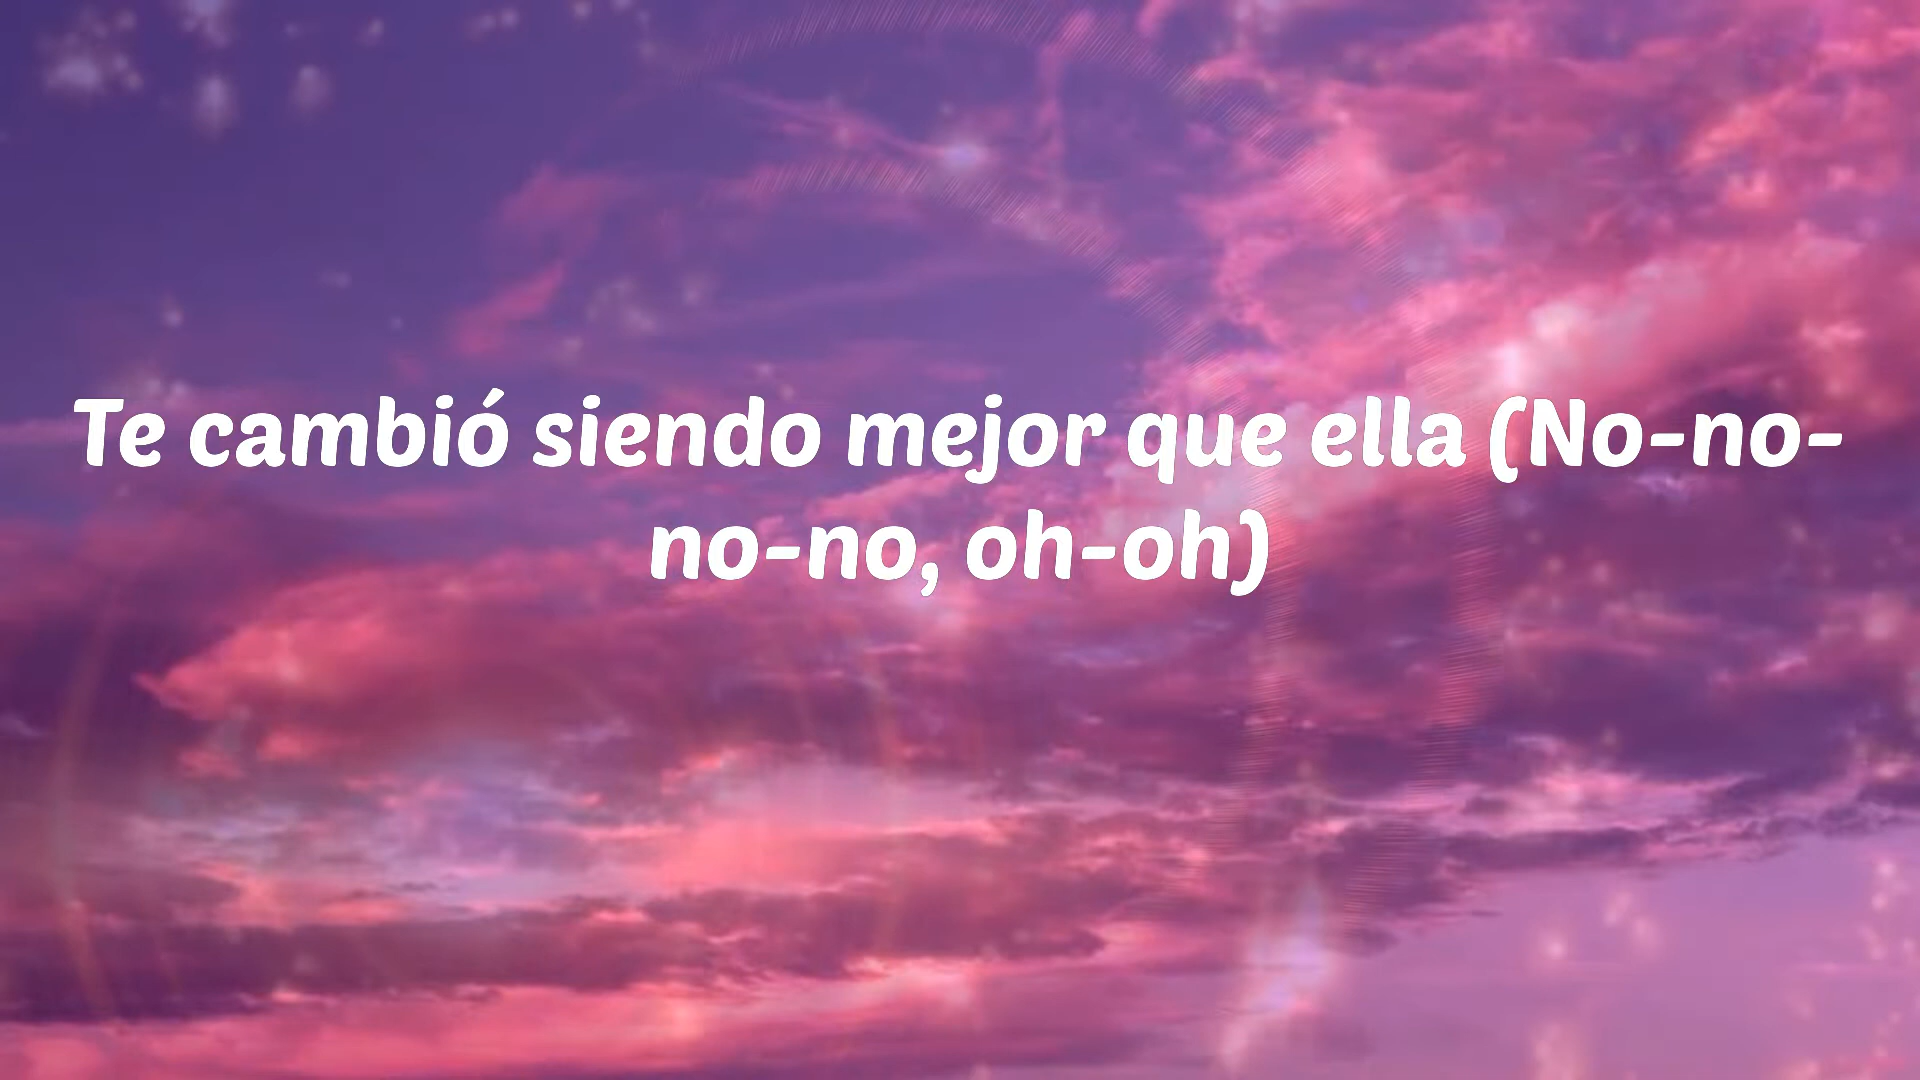 Te cambió siendo mejor que ella (No-no-
no-no, oh-oh)